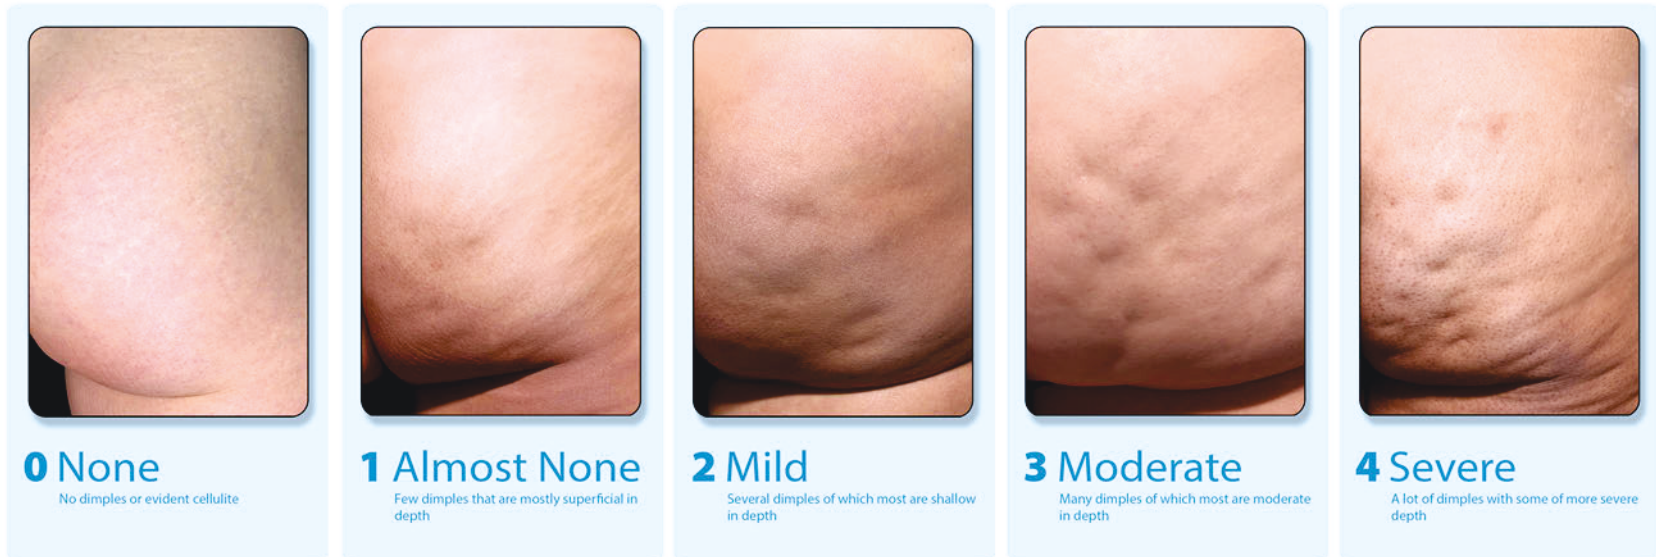 0 None
No dimples or evident cellulite
1 Almost None
Few dimples that are mostly superficial in
depth
2 Mild
Several dimples of which most are shallow
in depth
3 Moderate
Many dimples of which most are moderate
in depth
4 Severe
A lot of dimples with some of more severe
depth